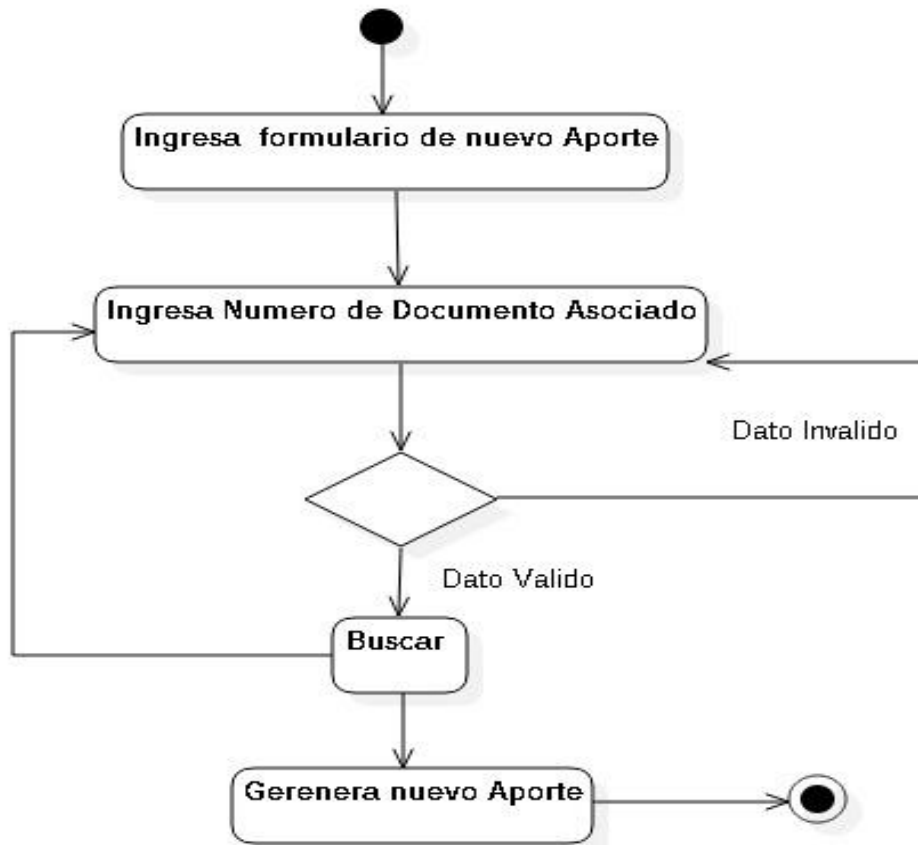 Ingresa formulario de nuevo Aporte
Ingresa Numero de Documento Asociado
Dato Invalido
Dato Valido
Buscar
Gerenera nuevo Aporte